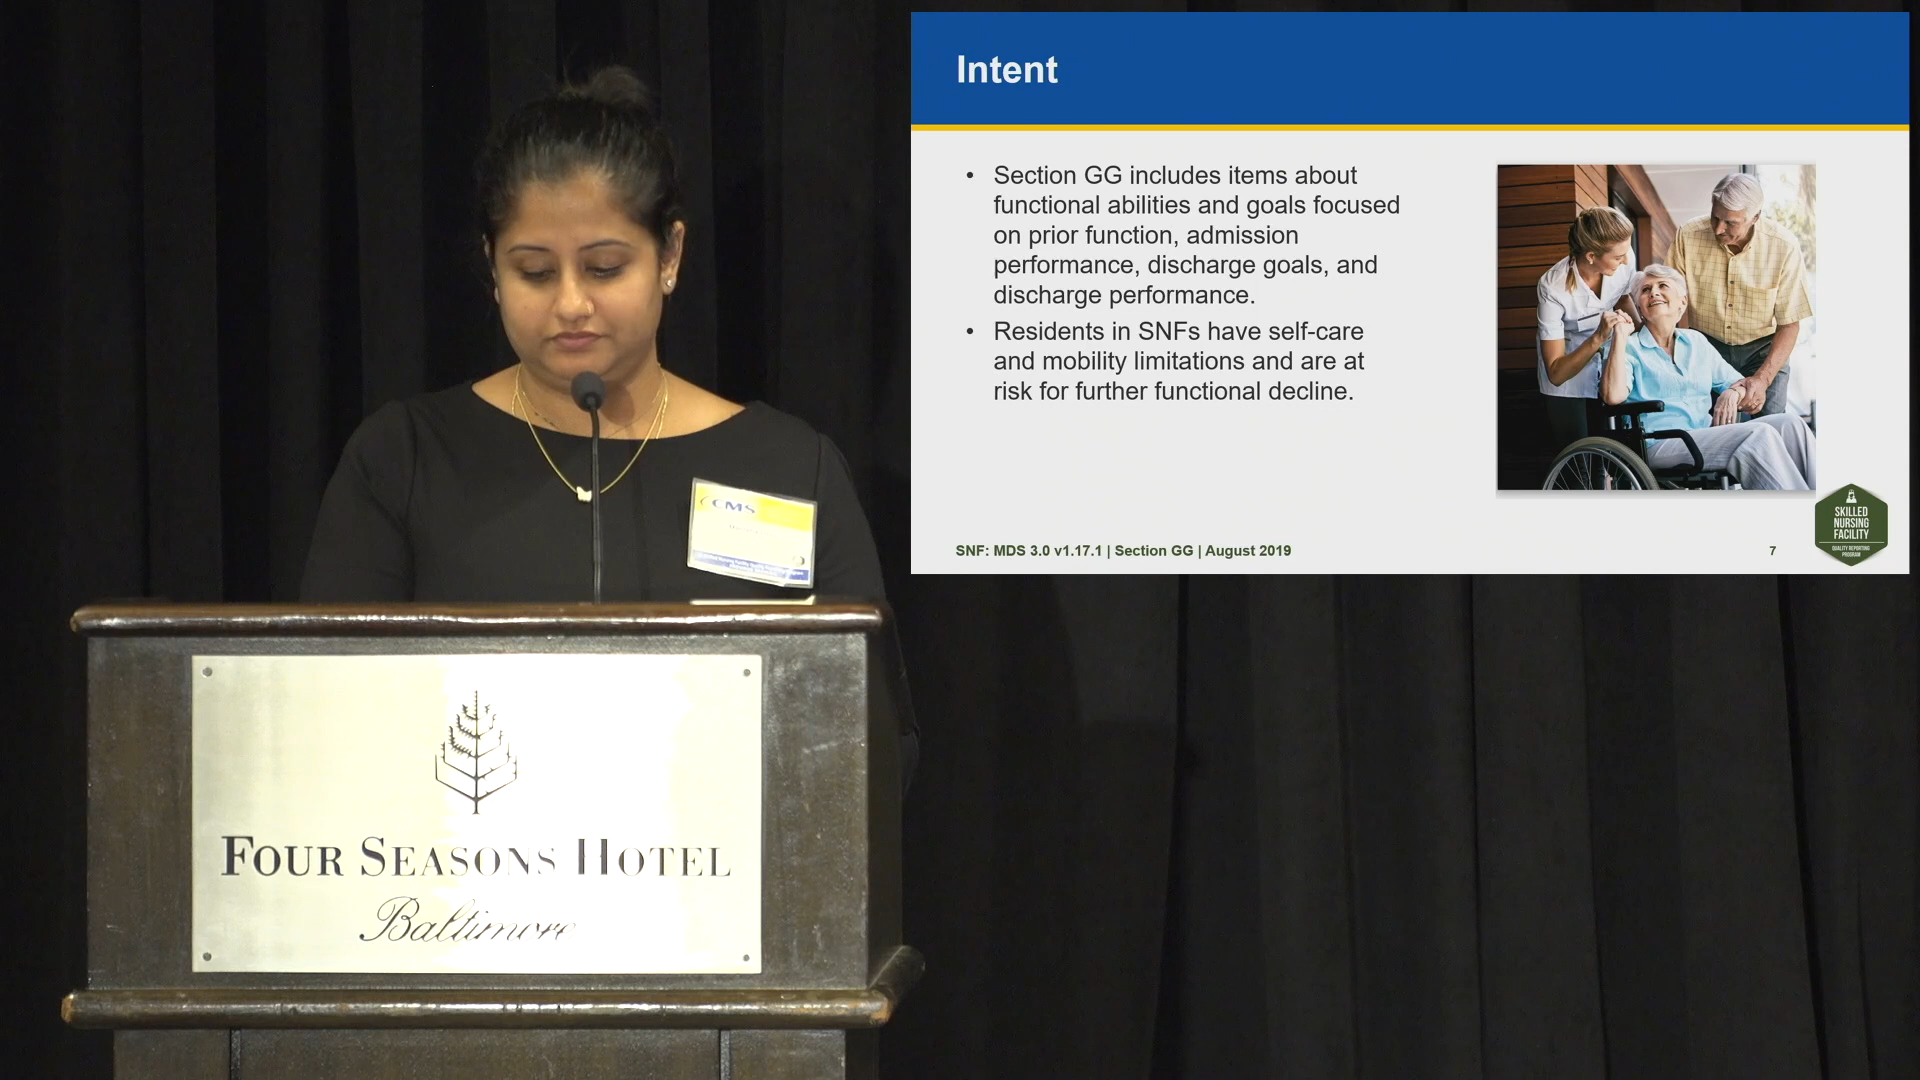 Intent
• Section GG includes items about
functional abilities and goals focused
on prior function, admission
performance, discharge goals, and
discharge performance.
• Residents in SNFs have self-care
and mobility limitations and are at
risk for further functional decline.
SNF: MDS 3.0 v1.17.1 | Section GG | August 2019
7
SKILLED
NURSING
FACILITY
QUALITY REPORTING
PROGRAM
CMS
FOUR SEASONS HOTEL
Baltimore